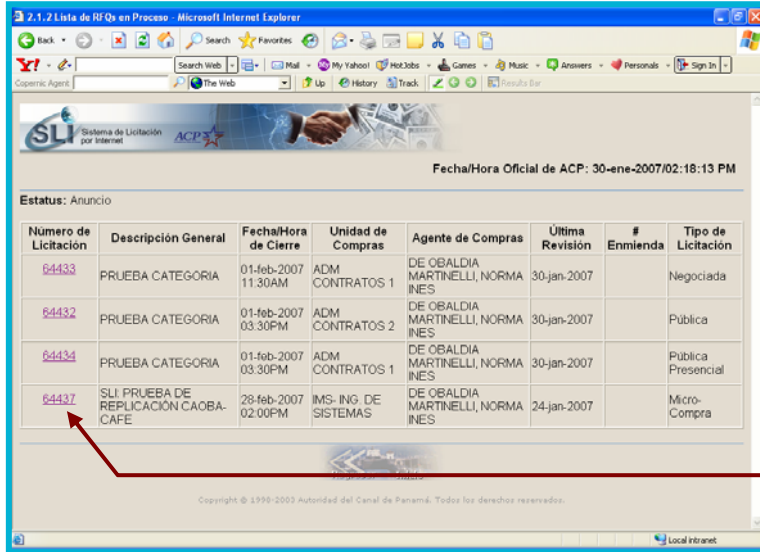 2.1.2 Lista de RFQs en Proceso - Microsoft Internet Explorer
Back Search Favorites
Search Web Mail My Yahoo! HotJobs Games Music Answers Personals Sign In
Copernic Agent The Web Up History Track Results Bar
SLI Sistema de Licitación por Internet ACP
Fecha/Hora Oficial de ACP: 30-ene-2007/02:18:13 PM
Estatus: Anuncio
Número de Licitación Descripción General Fecha/Hora de Cierre Unidad de Compras Agente de Compras Última Revisión # Enmienda Tipo de Licitación
64433 PRUEBA CATEGORIA 01-feb-2007 11:30AM ADM CONTRATOS 1 DE OBALDIA MARTINELLI, NORMA INES 30-jan-2007 Negociada
64432 PRUEBA CATEGORIA 01-feb-2007 03:30PM ADM CONTRATOS 2 DE OBALDIA MARTINELLI, NORMA INES 30-jan-2007 Pública
64434 PRUEBA CATEGORIA 01-feb-2007 03:30PM ADM CONTRATOS 1 DE OBALDIA MARTINELLI, NORMA INES 30-jan-2007 Pública Presencial
64437 SLI: PRUEBA DE REPLICACIÓN CAOBA-CAFE 28-feb-2007 02:00PM IMS- ING. DE SISTEMAS DE OBALDIA MARTINELLI, NORMA INES 24-jan-2007 Micro-Compra
Copyright © 1998-2003 Autoridad del Canal de Panamá. Todos los derechos reservados.
Local intranet